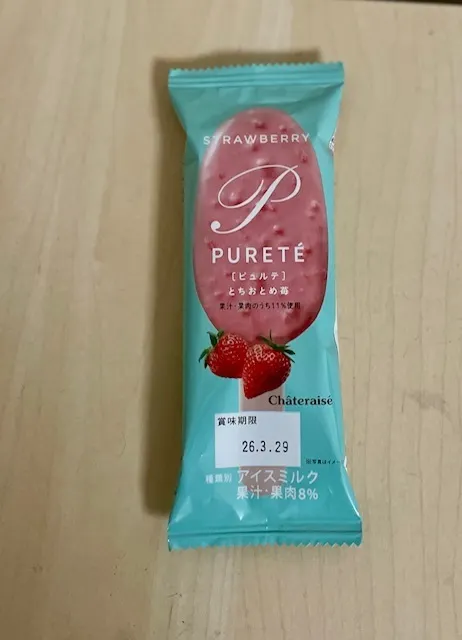 STRAWBERRY
P
PURETÉ
[ピュルテ]
とちおとめ苺
果汁・果肉のうち11%使用
Châteraisé
賞味期限
26.3.29
種類別 アイスミルク
果汁・果肉8%